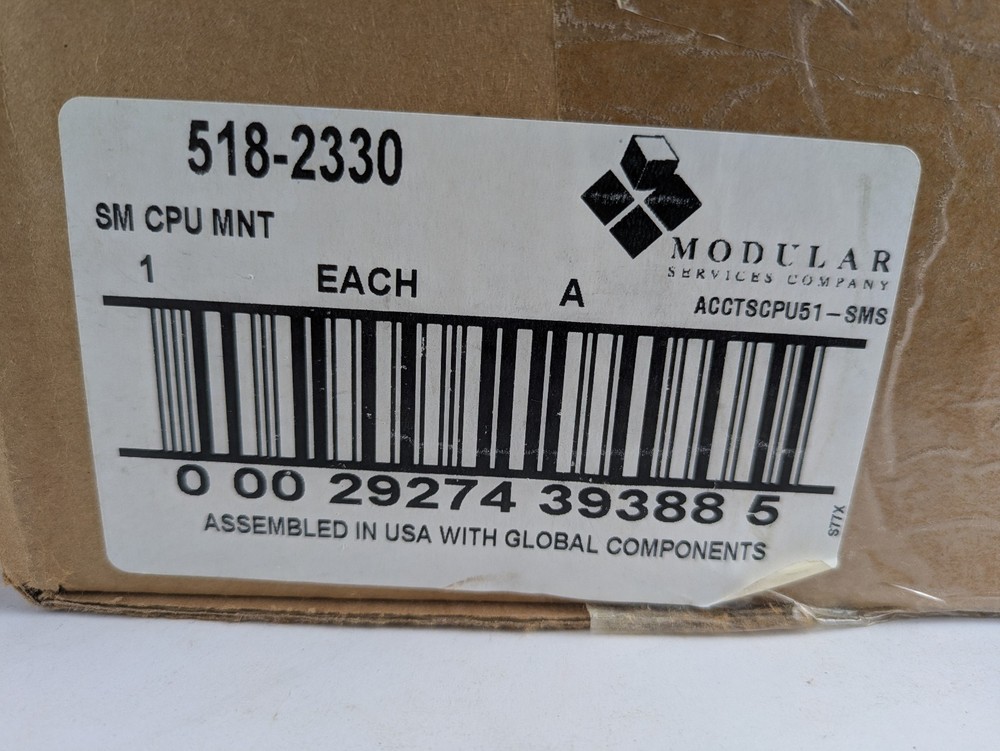 518-2330
SM CPU MNT
1 EACH A
MODULAR
SERVICES COMPANY
ACCTSCPU51-SMS
0 00 29274 39388 5
S77X
ASSEMBLED IN USA WITH GLOBAL COMPONENTS